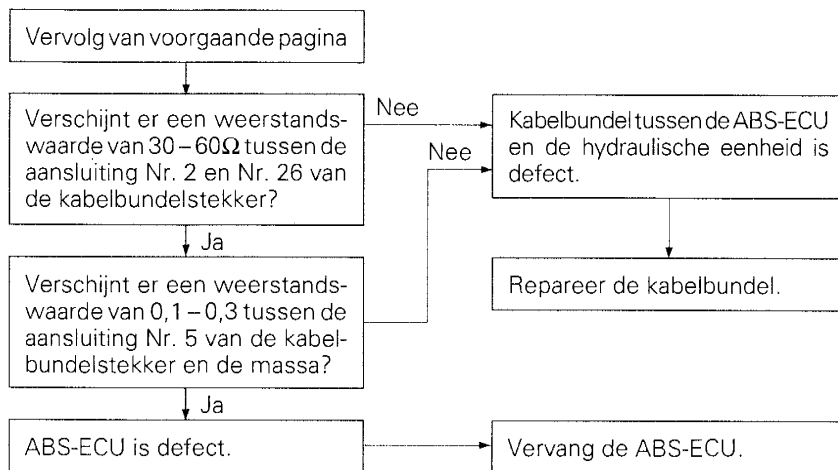 Vervolg van voorgaande pagina
Verschijnt er een weerstands-
waarde van 30–60Ω tussen de
aansluiting Nr. 2 en Nr. 26 van
de kabelbundelstekker?
Nee
Kabelbundel tussen de ABS-ECU
en de hydraulische eenheid is
defect.
Nee
Ja
Verschijnt er een weerstands-
waarde van 0,1–0,3 tussen de
aansluiting Nr. 5 van de kabel-
bundelstekker en de massa?
Repareer de kabelbundel.
Ja
ABS-ECU is defect.
Vervang de ABS-ECU.